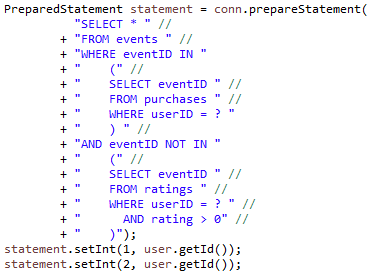 PreparedStatement statement = conn.prepareStatement(
          "SELECT * " //
        + "FROM events " //
        + "WHERE eventID IN "
        + "    (" //
        + "    SELECT eventID " //
        + "    FROM purchases " //
        + "    WHERE userID = ? "
        + "    ) " //
        + "AND eventID NOT IN "
        + "    (" //
        + "    SELECT eventID " //
        + "    FROM ratings " //
        + "    WHERE userID = ? " //
        + "      AND rating > 0" //
        + "    )");
statement.setInt(1, user.getId());
statement.setInt(2, user.getId());